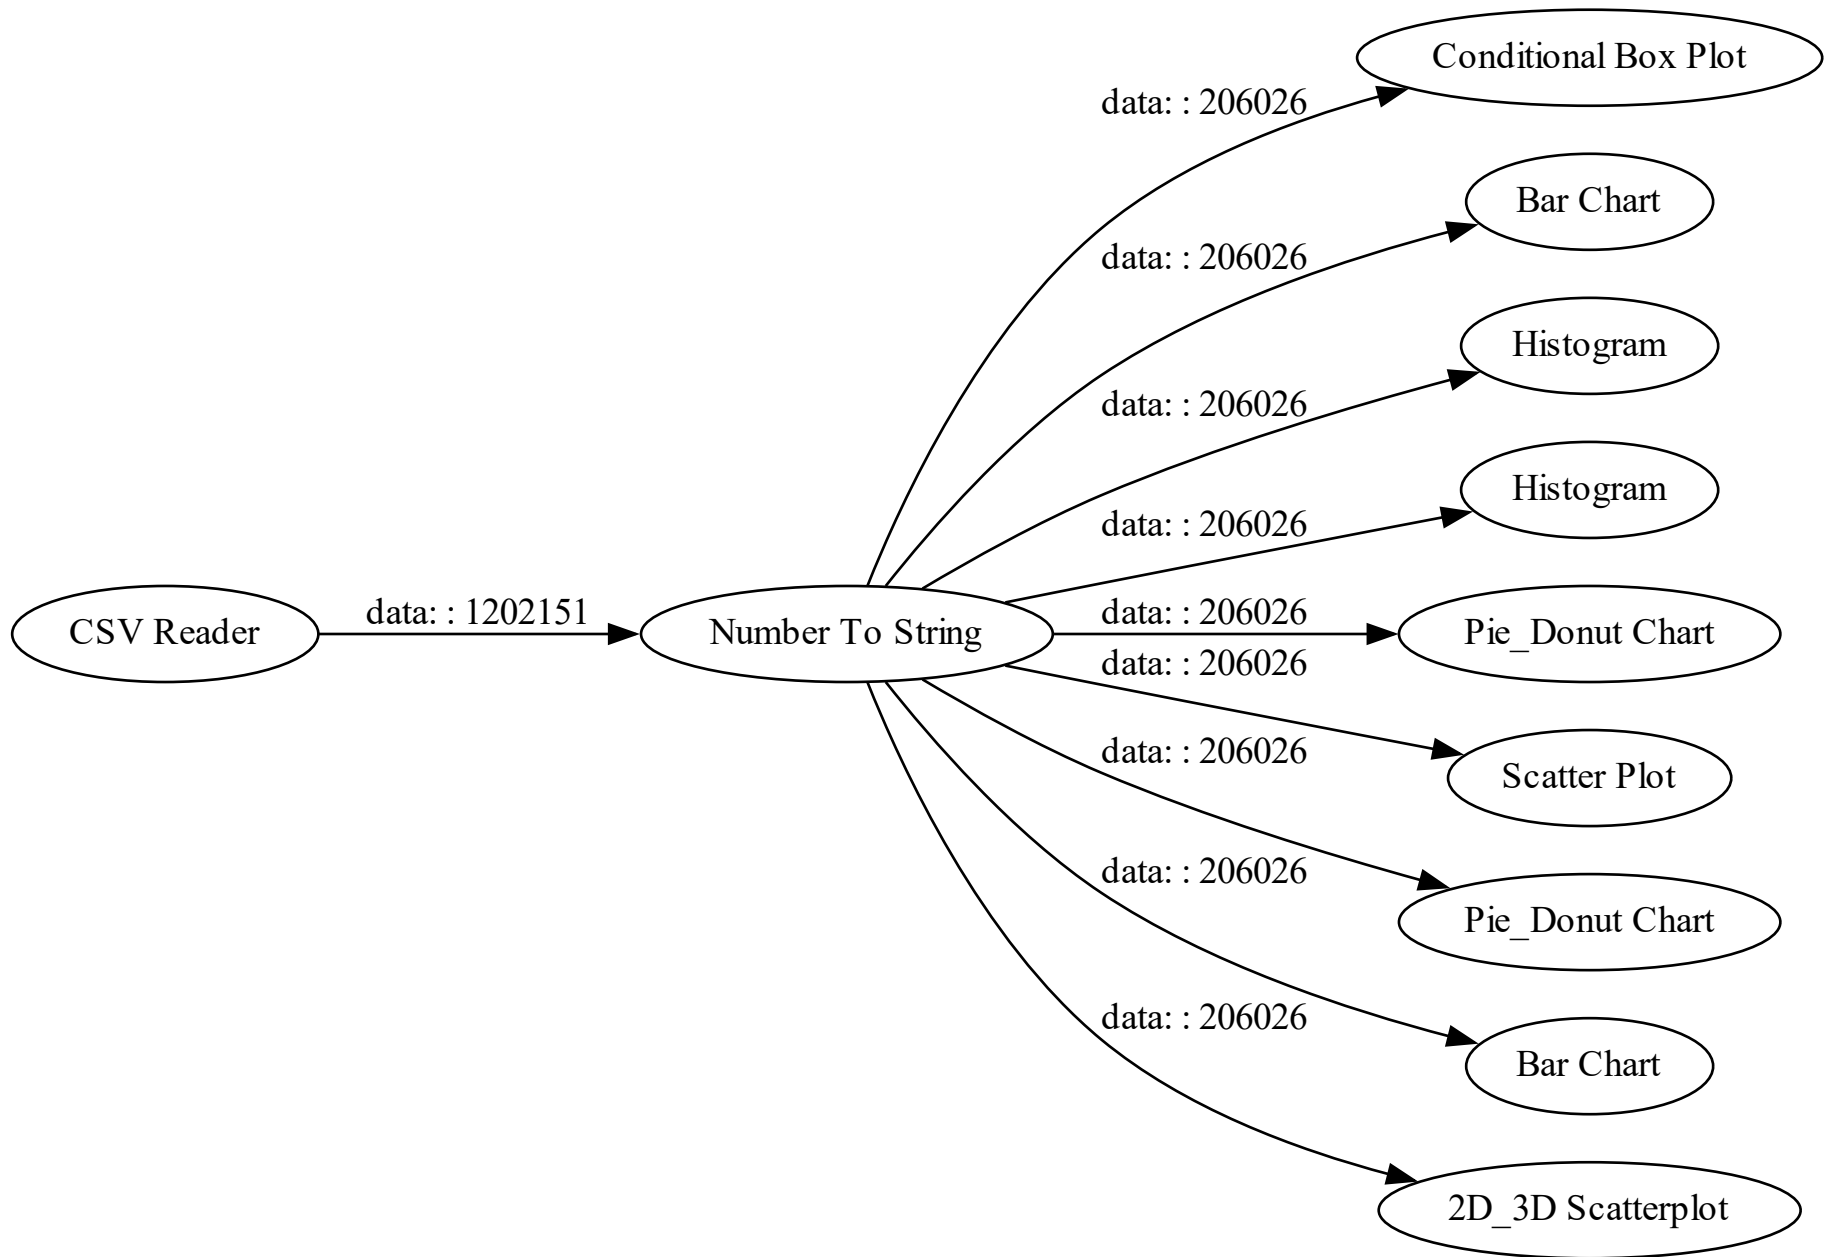 Conditional Box Plot
data: : 206026
Bar Chart
data: : 206026
Histogram
data: : 206026
Histogram
data: : 206026
CSV Reader
data: : 1202151
Number To String
data: : 206026
Pie_Donut Chart
data: : 206026
Scatter Plot
data: : 206026
Pie_Donut Chart
data: : 206026
Bar Chart
data: : 206026
2D_3D Scatterplot